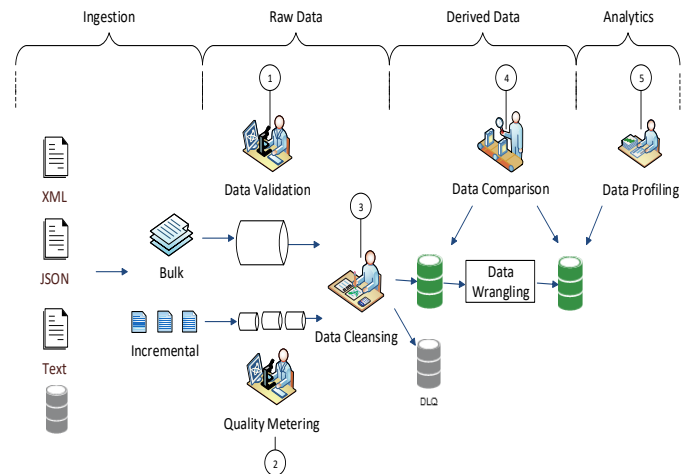 Ingestion
Raw Data
Derived Data
Analytics
1
4
5
XML
Data Validation
Data Comparison
Data Profiling
3
JSON
Bulk
Data
Wrangling
Text
Incremental
Data Cleansing
DLQ
Quality Metering
2